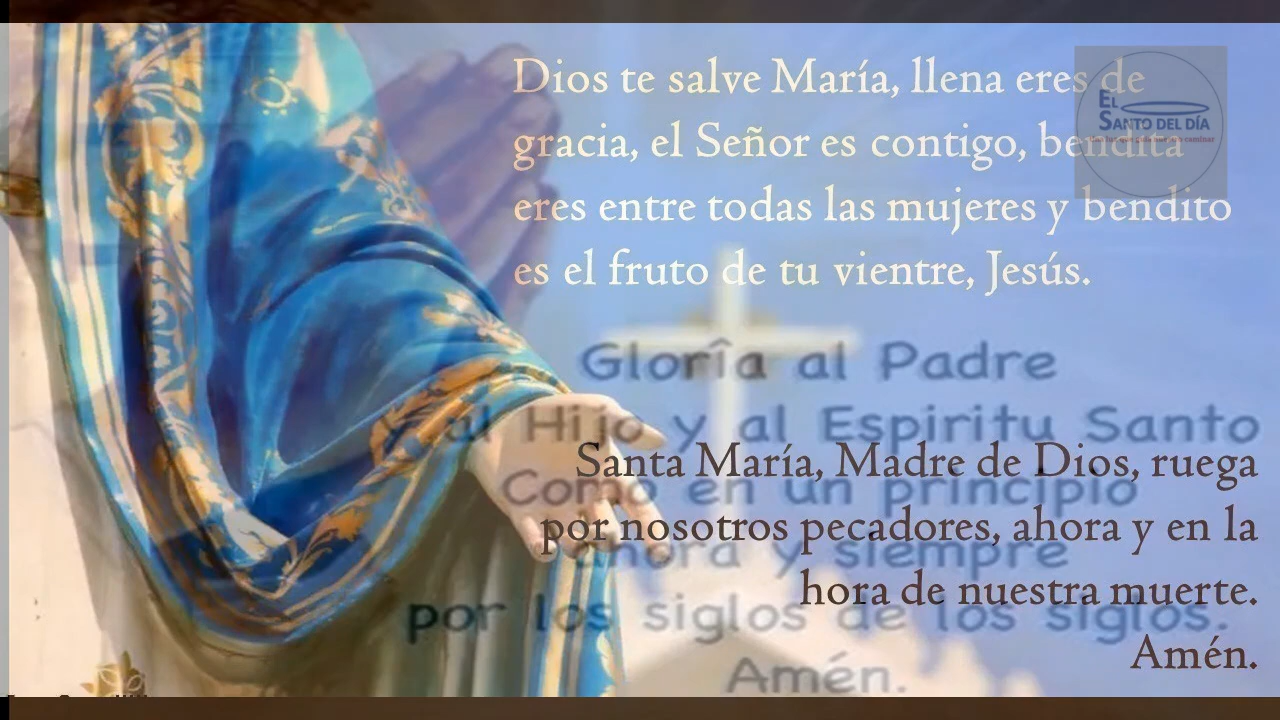 Dios te salve María, llena eres de
gracia, el Señor es contigo, bendita
eres entre todas las mujeres y bendito
es el fruto de tu vientre, Jesús.
EL
SANTO DEL DÍA
Gloria al Padre
y al Hijo y al Espiritu Santo
Como en un principio
ahora y siempre
por los siglos de los siglos.
Amén.
Santa María, Madre de Dios, ruega
por nosotros pecadores, ahora y en la
hora de nuestra muerte.
Amén.